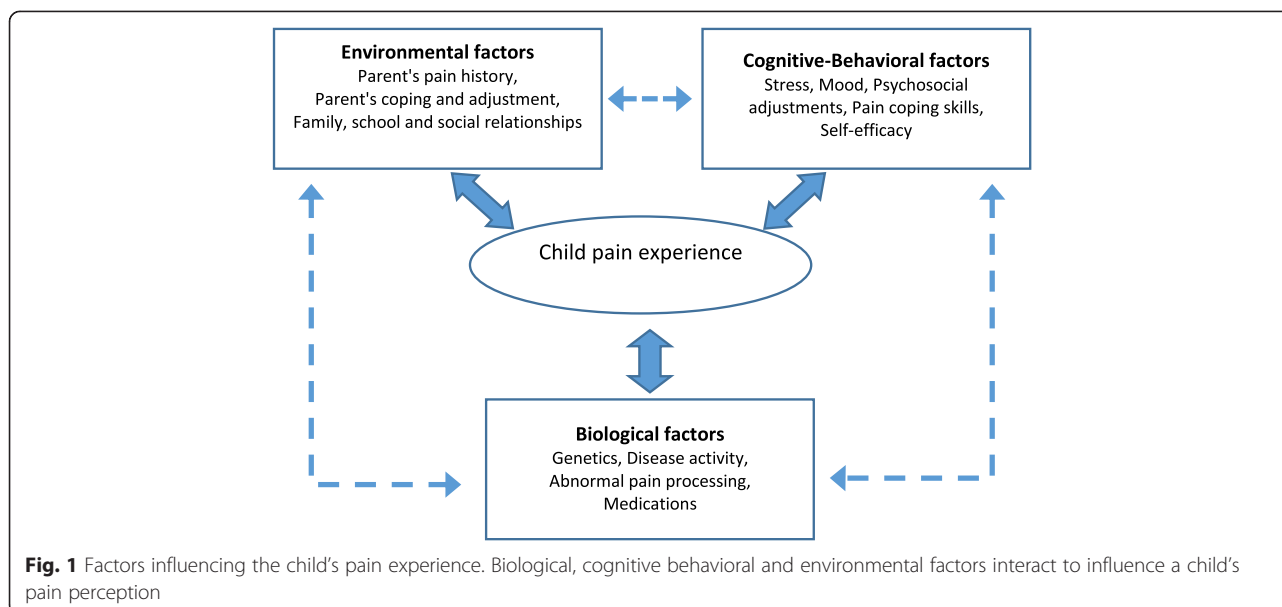 Environmental factors
Parent's pain history,
Parent's coping and adjustment,
Family, school and social relationships
Cognitive-Behavioral factors
Stress, Mood, Psychosocial
adjustments, Pain coping skills,
Self-efficacy
Child pain experience
Biological factors
Genetics, Disease activity,
Abnormal pain processing,
Medications
Fig. 1 Factors influencing the child’s pain experience. Biological, cognitive behavioral and environmental factors interact to influence a child’s
pain perception